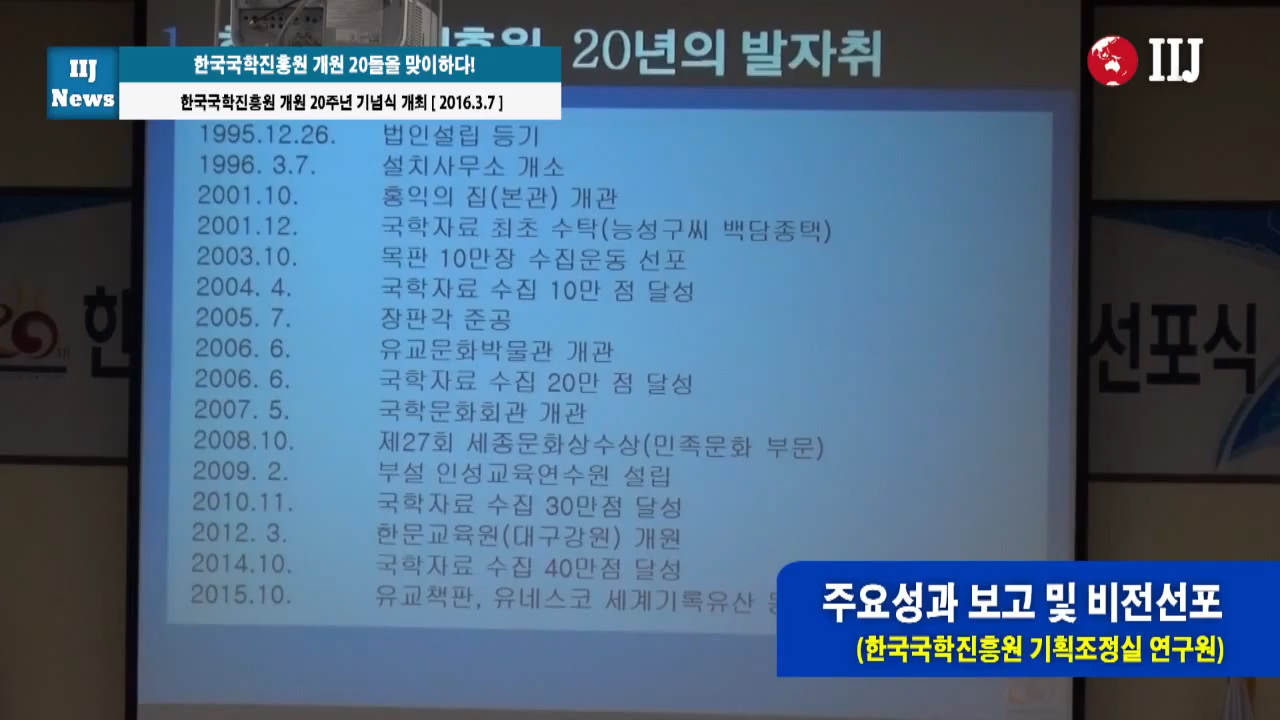 1. 20년의 발자취
IIJ
News
한국국학진흥원 개원 20돌을 맞이하다!
한국국학진흥원 개원 20주년 기념식 개최 [ 2016.3.7 ]
IIJ
1995.12.26. 법인설립 등기
1996. 3.7. 설치사무소 개소
2001.10. 홍익의 집(본관) 개관
2001.12. 국학자료 최초 수탁(능성구씨 백담종택)
2003.10. 목판 10만장 수집운동 선포
2004. 4. 국학자료 수집 10만 점 달성
2005. 7. 장판각 준공
2006. 6. 유교문화박물관 개관
2006. 6. 국학자료 수집 20만 점 달성
2007. 5. 국학문화회관 개관
2008.10. 제27회 세종문화상수상(민족문화 부문)
2009. 2. 부설 인성교육연수원 설립
2010.11. 국학자료 수집 30만점 달성
2012. 3. 한문교육원(대구강원) 개원
2014.10. 국학자료 수집 40만점 달성
2015.10. 유교책판, 유네스코 세계기록유산
20th 한
선포식
주요성과 보고 및 비전선포
(한국국학진흥원 기획조정실 연구원)